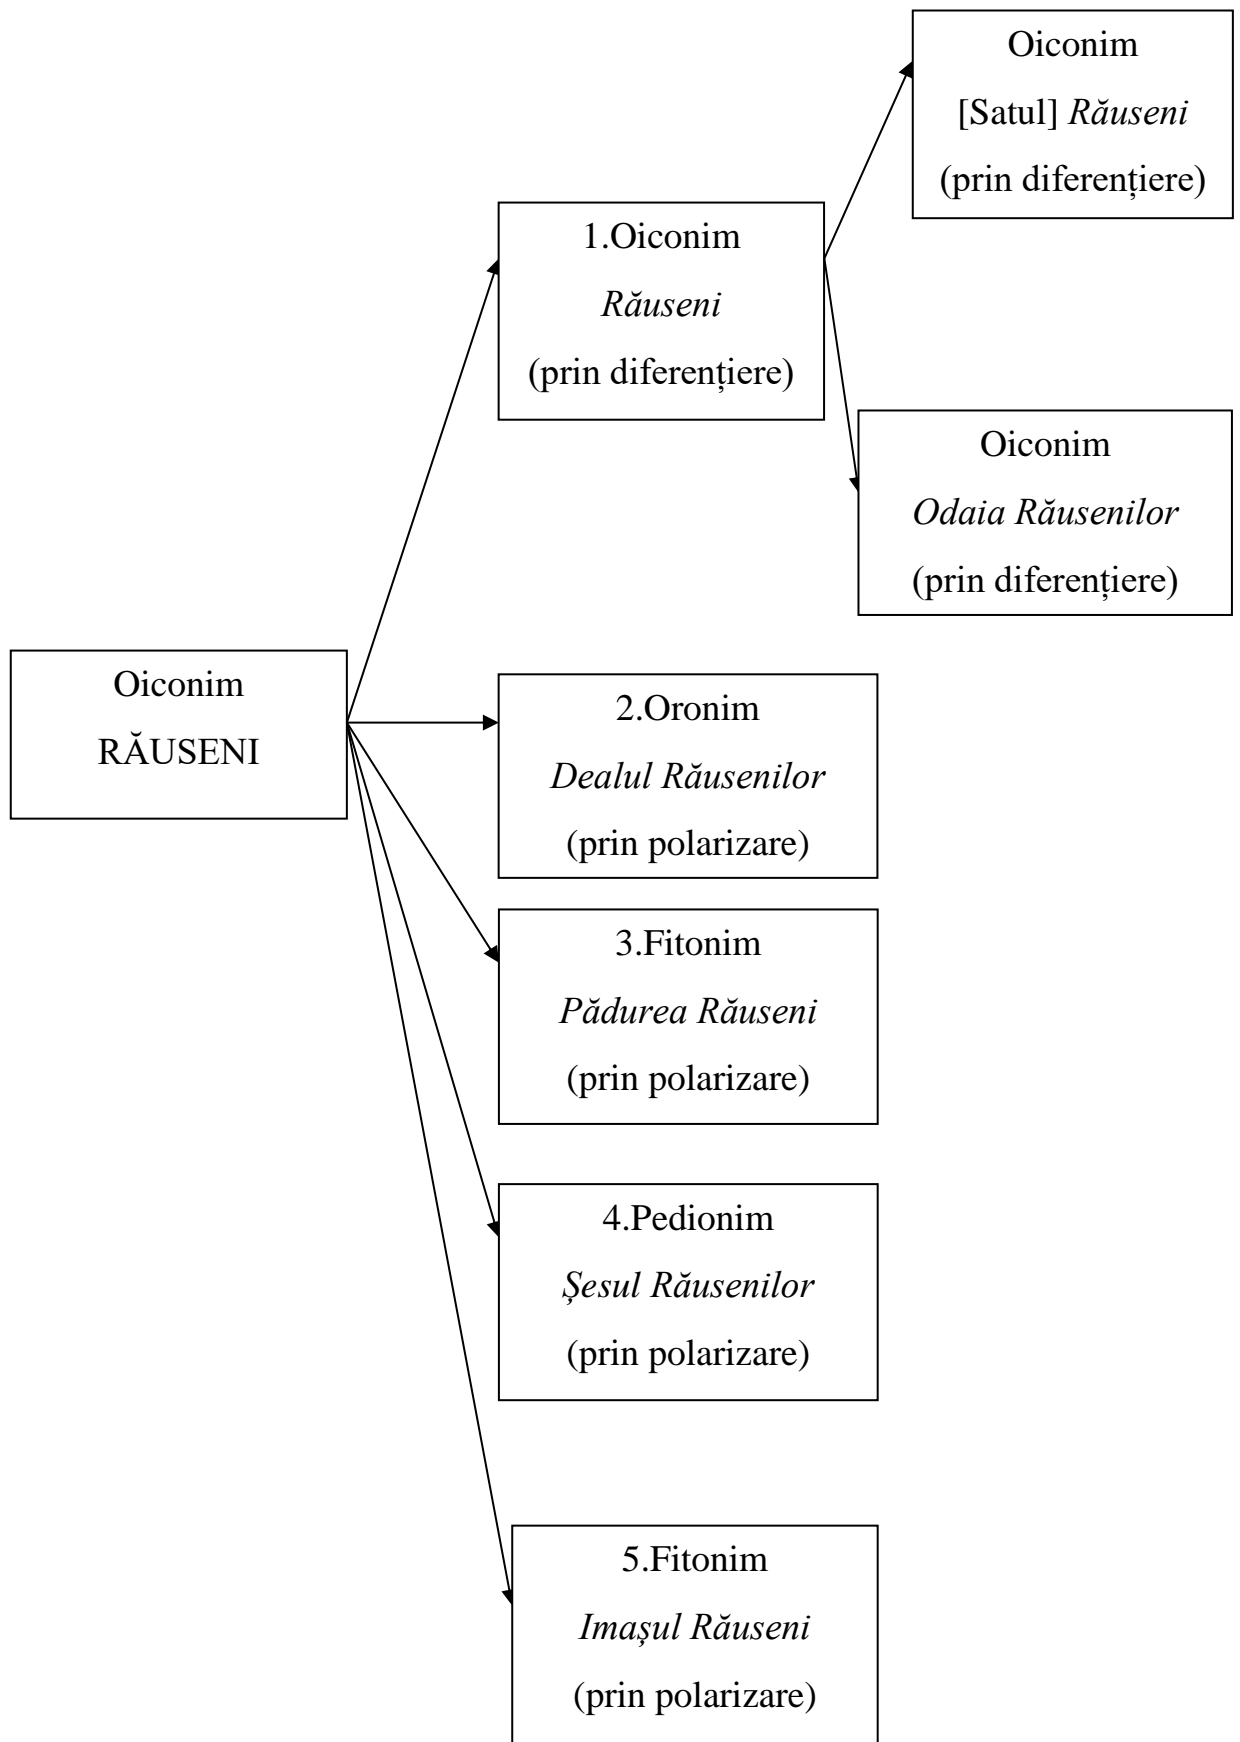 Oiconim
[Satul] Răuseni
(prin diferențiere)
1.Oiconim
Răuseni
(prin diferențiere)
Oiconim
Odaia Răusenilor
(prin diferențiere)
Oiconim
RĂUSENI
2.Oronim
Dealul Răusenilor
(prin polarizare)
3.Fitonim
Pădurea Răuseni
(prin polarizare)
4.Pedionim
Șesul Răusenilor
(prin polarizare)
5.Fitonim
Imașul Răuseni
(prin polarizare)